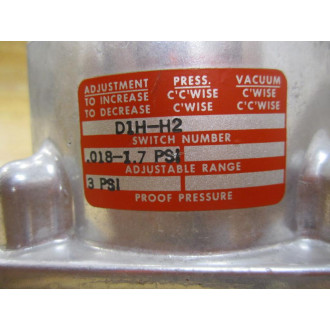 ADJUSTMENT PRESS. VACUUM
TO INCREASE C'C'WISE C'C'WISE
TO DECREASE C'WISE C'WISE
D1H-H2
SWITCH NUMBER
.018-1.7 PSI
ADJUSTABLE RANGE
3 PSI
PROOF PRESSURE